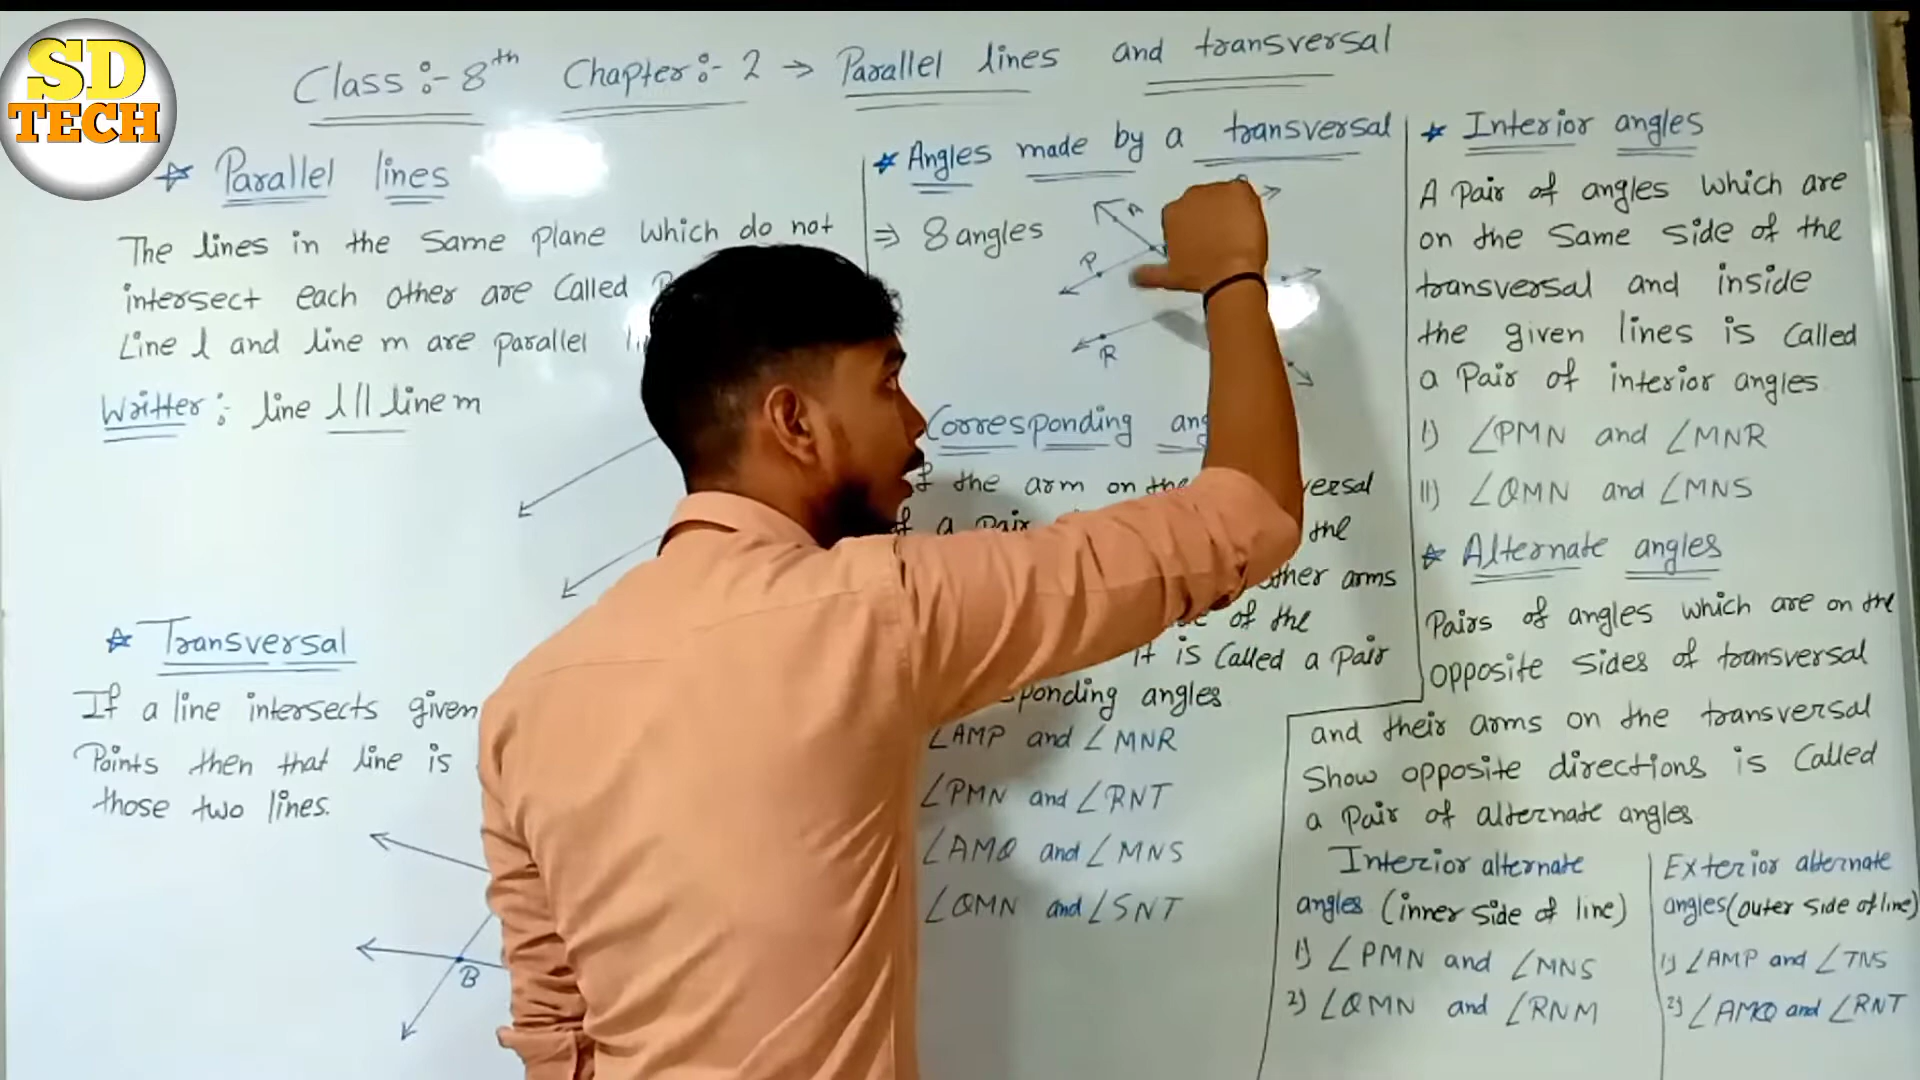 SD
TECH
Class :- 8th Chapter :- 2 → Parallel lines and transversal
☆ Parallel lines
The lines in the same plane which do not
intersect each other are called
Line l and line m are parallel
Writter :- line l || line m
☆ Transversal
If a line intersects given
Points then that line is
those two lines.
B
☆ Angles made by a transversal
⇒ 8 angles
A
P
R
Corresponding
the arm on the
a pair the
arms
of the
it is called a pair
angles
∠AMP and ∠MNR
∠PMN and ∠RNT
∠AMQ and ∠MNS
∠QMN and ∠SNT
☆ Interior angles
A pair of angles which are
on the same side of the
transversal and inside
the given lines is called
a pair of interior angles.
I) ∠PMN and ∠MNR
II) ∠QMN and ∠MNS
☆ Alternate angles
Pairs of angles which are on the
opposite sides of transversal
and their arms on the transversal
show opposite directions is called
a pair of alternate angles
Interior alternate
angles (inner side of line)
1) ∠PMN and ∠MNS
2) ∠QMN and ∠RNM
Exterior alternate
angles (outer side of line)
1) ∠AMP and ∠TNS
2) ∠AMQ and ∠RNT